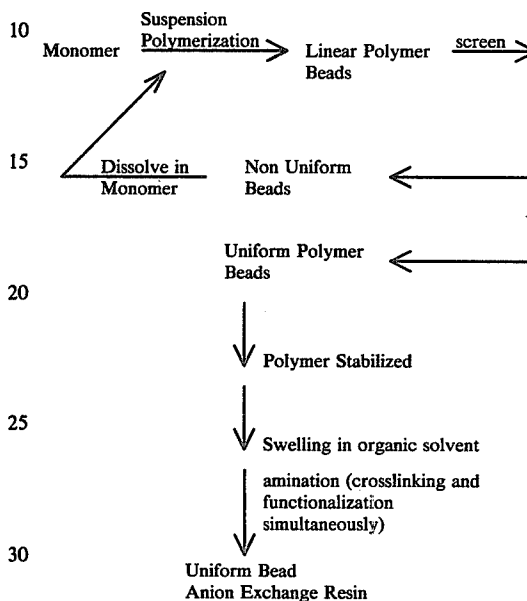 10
Suspension
Polymerization
Monomer
Linear Polymer
Beads
screen
15
Dissolve in
Monomer
Non Uniform
Beads
Uniform Polymer
Beads
20
Polymer Stabilized
25
Swelling in organic solvent
amination (crosslinking and
functionalization
simultaneously)
30
Uniform Bead
Anion Exchange Resin